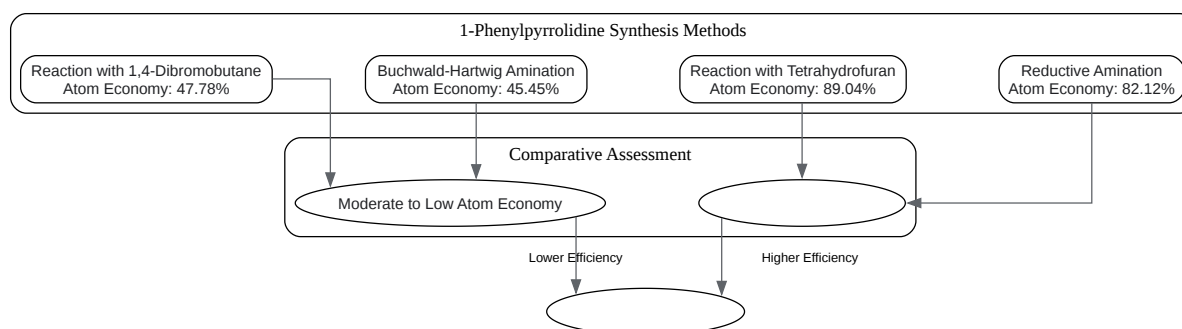 1-Phenylpyrrolidine Synthesis Methods
Reaction with 1,4-Dibromobutane
Atom Economy: 47.78%
Buchwald-Hartwig Amination
Atom Economy: 45.45%
Reaction with Tetrahydrofuran
Atom Economy: 89.04%
Reductive Amination
Atom Economy: 82.12%
Comparative Assessment
Moderate to Low Atom Economy
Lower Efficiency
Higher Efficiency